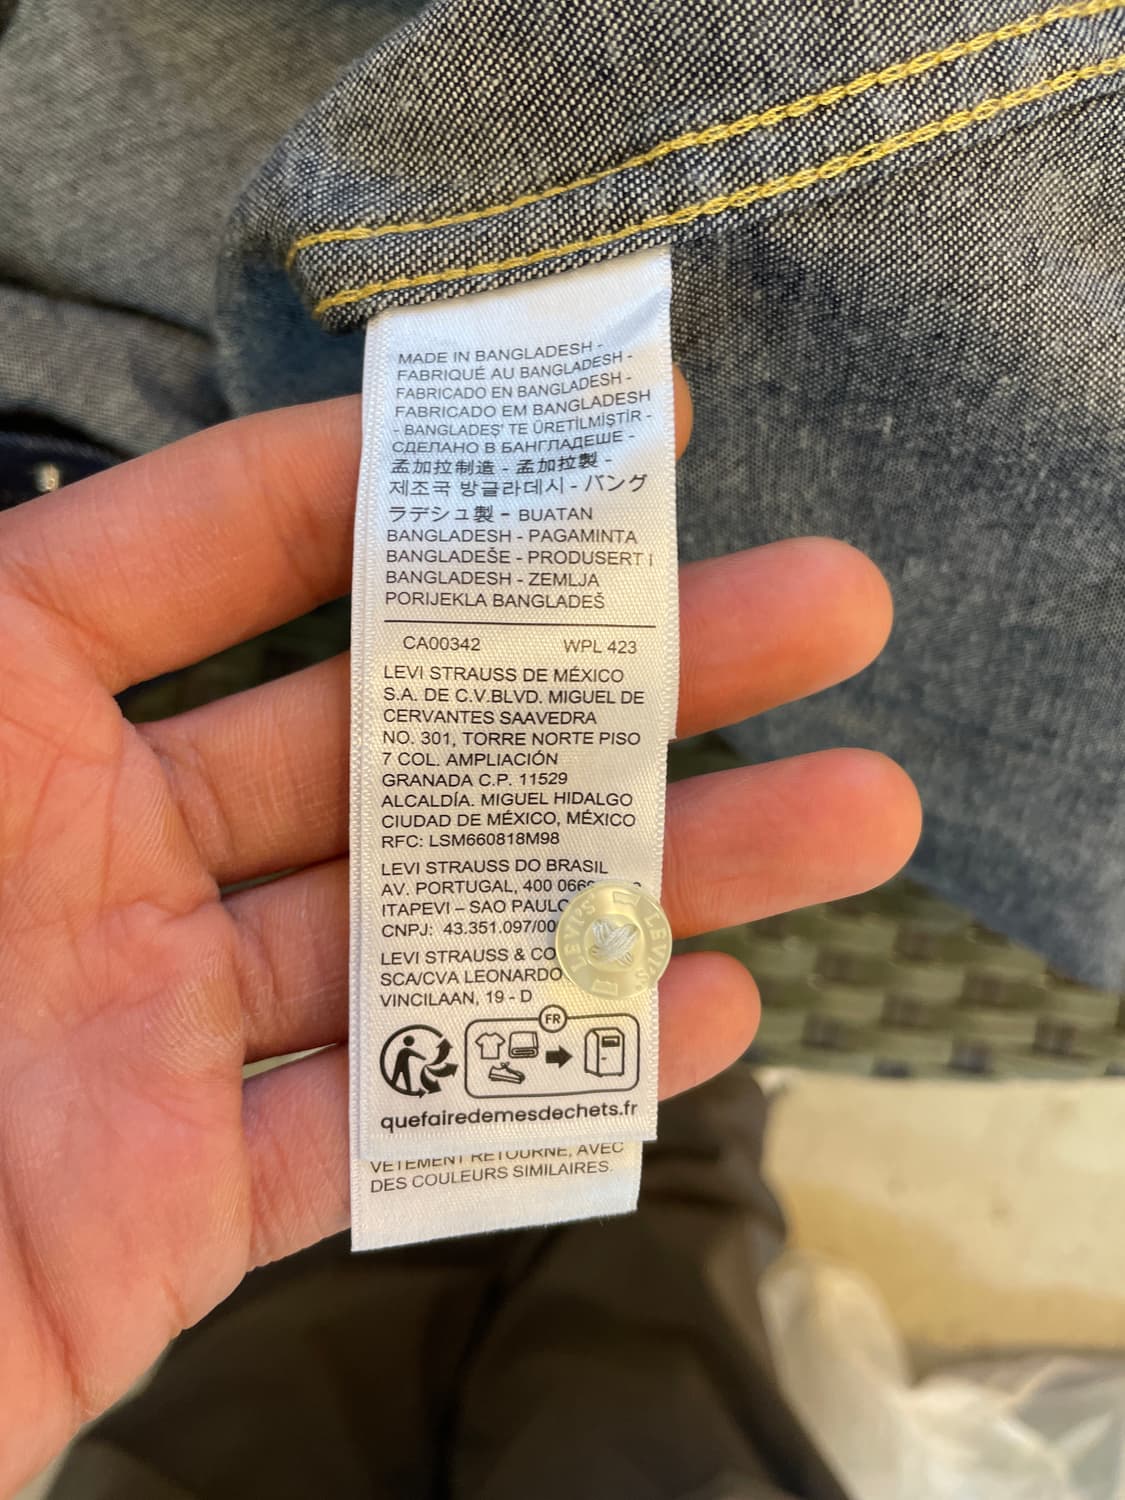 MADE IN BANGLADESH -
FABRIQUÉ AU BANGLADESH -
FABRICADO EN BANGLADESH -
FABRICADO EM BANGLADESH
- BANGLADEŞ' TE ÜRETİLMİŞTİR -
СДЕЛАНО В БАНГЛАДЕШЕ -
孟加拉制造 - 孟加拉製 -
제조국 방글라데시 - バング
ラデシュ製 - BUATAN
BANGLADESH - PAGAMINTA
BANGLADEŠE - PRODUSERT I
BANGLADESH - ZEMLJA
PORIJEKLA BANGLADEŠ
CA00342 WPL 423
LEVI STRAUSS DE MÉXICO
S.A. DE C.V.BLVD. MIGUEL DE
CERVANTES SAAVEDRA
NO. 301, TORRE NORTE PISO
7 COL. AMPLIACIÓN
GRANADA C.P. 11529
ALCALDÍA. MIGUEL HIDALGO
CIUDAD DE MÉXICO, MÉXICO
RFC: LSM660818M98
LEVI STRAUSS DO BRASIL
AV. PORTUGAL, 400
ITAPEVI – SAO PAULO
CNPJ: 43.351.097/00
LEVI STRAUSS & CO
SCA/CVA LEONARDO
VINCILAAN, 19 - D
LEVI'S LEVI'S
FR
quefairedemesdechets.fr
VÊTEMENT RETOURNÉ, AVEC
DES COULEURS SIMILAIRES.